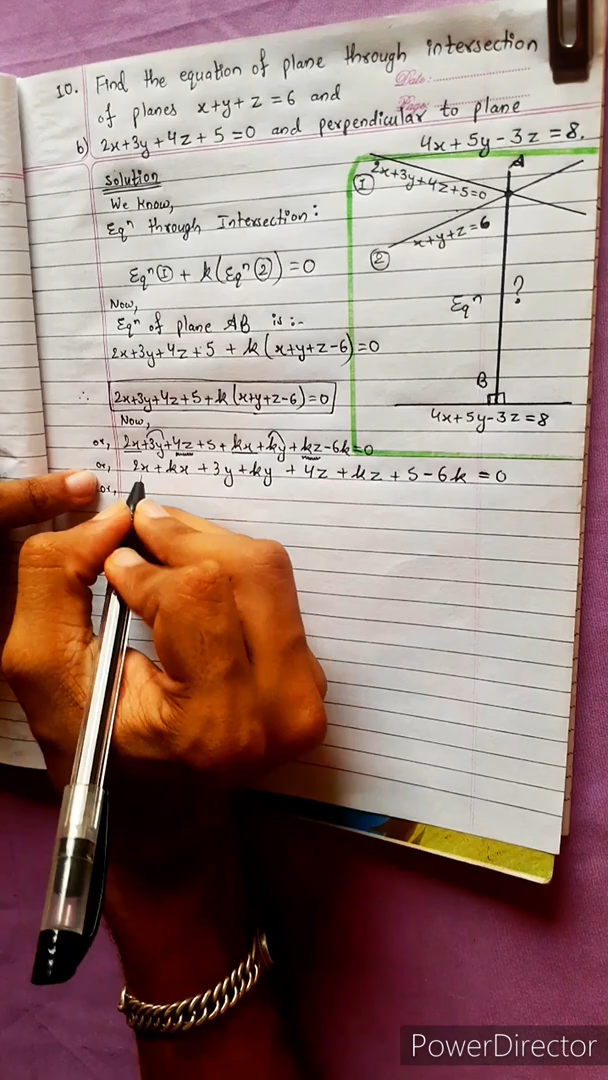 10. Find the equation of plane through intersection
Date:
of planes x+y+z=6 and
Page:
b) 2x+3y+4z+5=0 and perpendicular to plane
4x+5y-3z=8.
Solution
We know,
Eqⁿ through Intersection:
Eqⁿ① + k(Eqⁿ②)=0
Now,
Eqⁿ of plane AB is:-
2x+3y+4z+5 + k(x+y+z-6)=0
∴ 2x+3y+4z+5+k(x+y+z-6)=0
Now,
or, 2x+3y+4z+5+kx+ky+kz-6k=0
or, 2x+kx+3y+ky+4z+kz+5-6k=0
or,
A
① 2x+3y+4z+5=0
② x+y+z=6
Eqⁿ ?
B
4x+5y-3z=8
PowerDirector